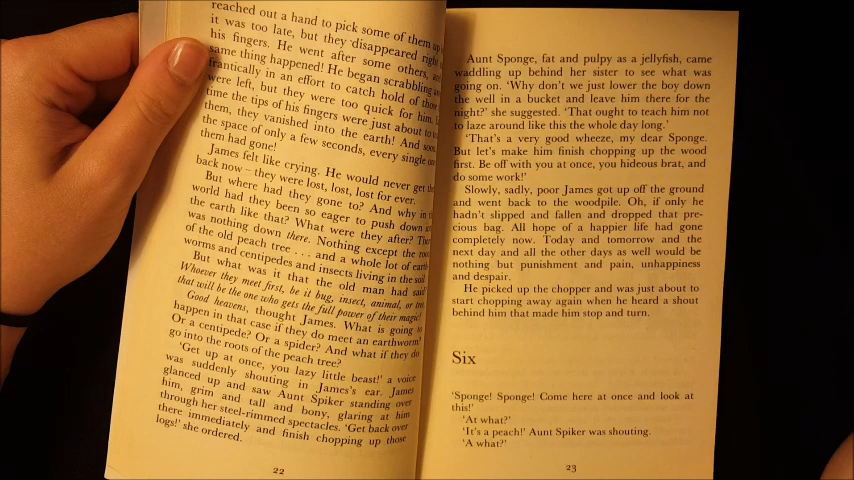 reached out a hand to pick some of them up
it was too late, but they disappeared right
his fingers. He went after some others,
same thing happened! He began scrabbling
frantically in an effort to catch hold of those
were left, but they were too quick for him.
time the tips of his fingers were just about to
them, they vanished into the earth! And soon,
the space of only a few seconds, every single one
them had gone!
James felt like crying. He would never get them
back now – they were lost, lost, lost for ever.
But where had they gone to? And why in
world had they been so eager to push down
the earth like that? What were they after?
was nothing down there. Nothing except the roots
of the old peach tree . . . and a whole lot of earth
worms and centipedes and insects living in the soil.
But what was it that the old man had said
Whoever they meet first, be it bug, insect, animal, or tree
that will be the one who gets the full power of their magic!
Good heavens, thought James. What is going to
happen in that case if they do meet an earthworm?
Or a centipede? Or a spider? And what if they do
go into the roots of the peach tree?
'Get up at once, you lazy little beast!' a voice
was suddenly shouting in James's ear. James
glanced up and saw Aunt Spiker standing over
him, grim and tall and bony, glaring at him
through her steel-rimmed spectacles. 'Get back over
there immediately and finish chopping up those
logs!' she ordered.
22
Aunt Sponge, fat and pulpy as a jellyfish, came
waddling up behind her sister to see what was
going on. 'Why don't we just lower the boy down
the well in a bucket and leave him there for the
night?' she suggested. 'That ought to teach him not
to laze around like this the whole day long.'
'That's a very good wheeze, my dear Sponge.
But let's make him finish chopping up the wood
first. Be off with you at once, you hideous brat, and
do some work!'
Slowly, sadly, poor James got up off the ground
and went back to the woodpile. Oh, if only he
hadn't slipped and fallen and dropped that pre-
cious bag. All hope of a happier life had gone
completely now. Today and tomorrow and the
next day and all the other days as well would be
nothing but punishment and pain, unhappiness
and despair.
He picked up the chopper and was just about to
start chopping away again when he heard a shout
behind him that made him stop and turn.
Six
'Sponge! Sponge! Come here at once and look at
this!'
'At what?'
'It's a peach!' Aunt Spiker was shouting.
'A what?'
23